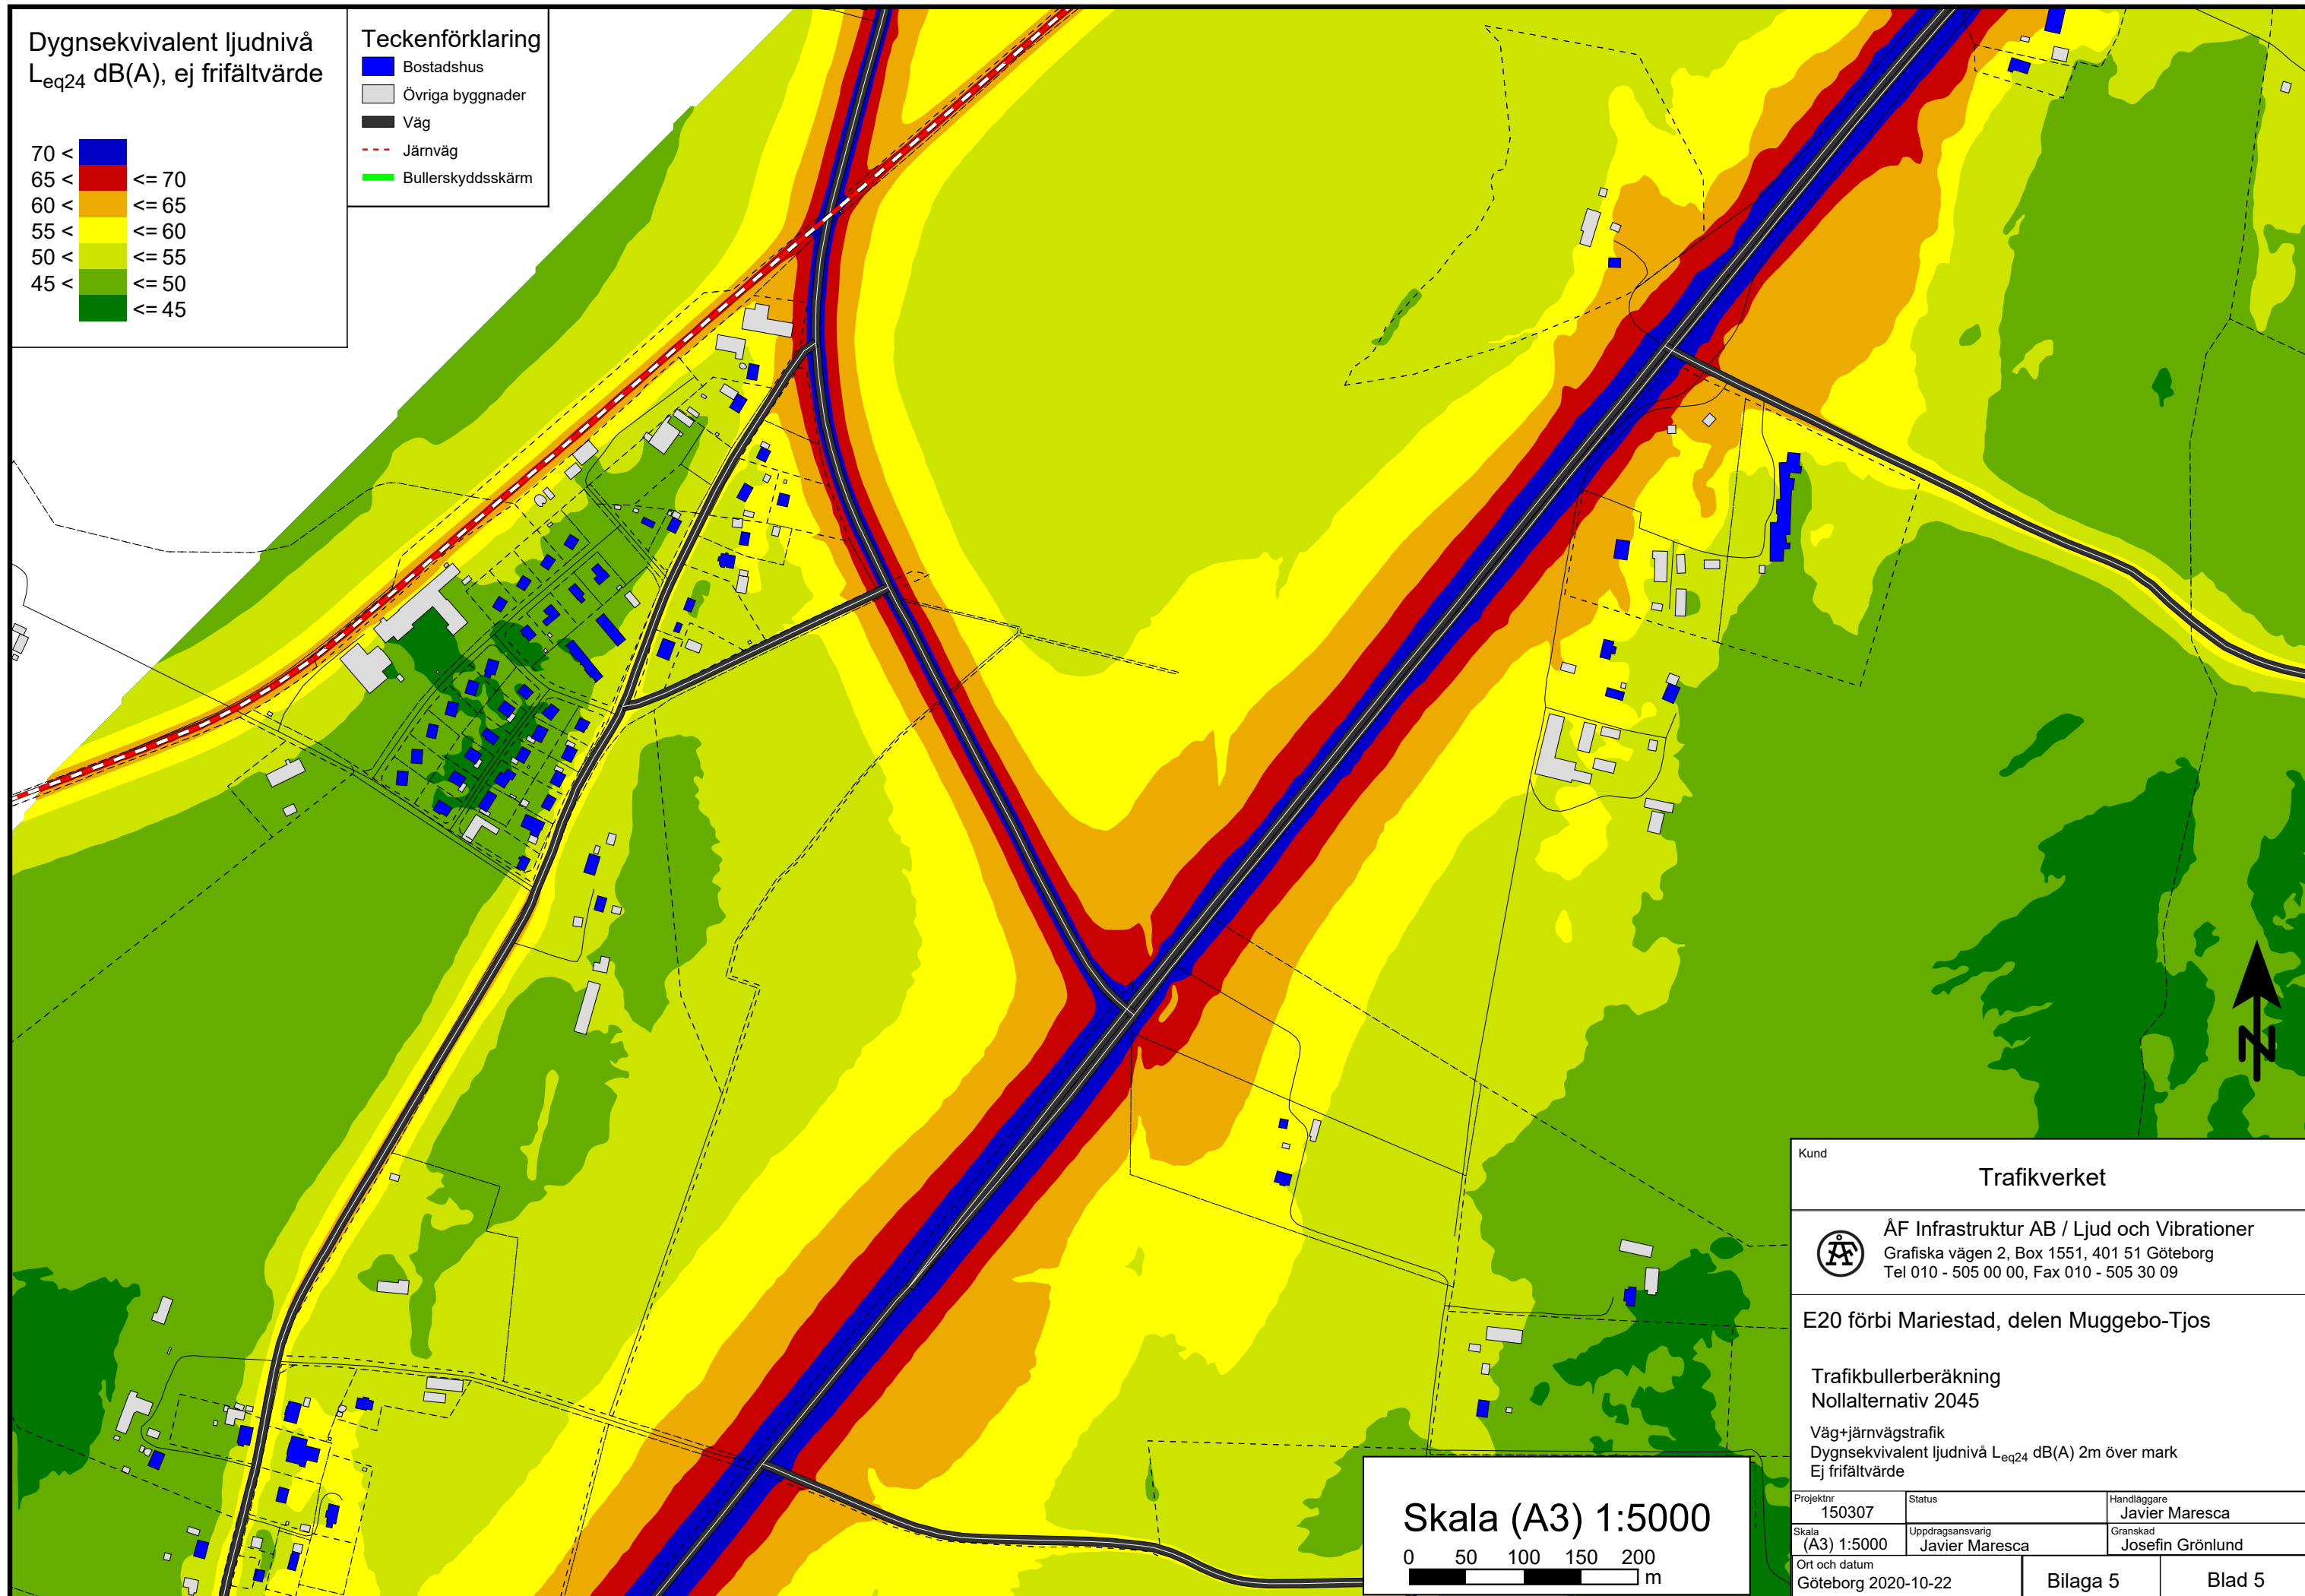 Dygnsekvivalent ljudnivå
Leq24 dB(A), ej frifältvärde
70 <
65 < <= 70
60 < <= 65
55 < <= 60
50 < <= 55
45 < <= 50
<= 45
Teckenförklaring
Bostadshus
Övriga byggnader
Väg
Järnväg
Bullerskyddsskärm
N
Skala (A3) 1:5000
0 50 100 150 200
m
Kund
Trafikverket
ÅF
ÅF Infrastruktur AB / Ljud och Vibrationer
Grafiska vägen 2, Box 1551, 401 51 Göteborg
Tel 010 - 505 00 00, Fax 010 - 505 30 09
E20 förbi Mariestad, delen Muggebo-Tjos
Trafikbullerberäkning
Nollalternativ 2045
Väg+järnvägstrafik
Dygnsekvivalent ljudnivå Leq24 dB(A) 2m över mark
Ej frifältvärde
Projektnr Status Handläggare
150307 Javier Maresca
Skala Uppdragsansvarig Granskad
(A3) 1:5000 Javier Maresca Josefin Grönlund
Ort och datum
Göteborg 2020-10-22 Bilaga 5 Blad 5